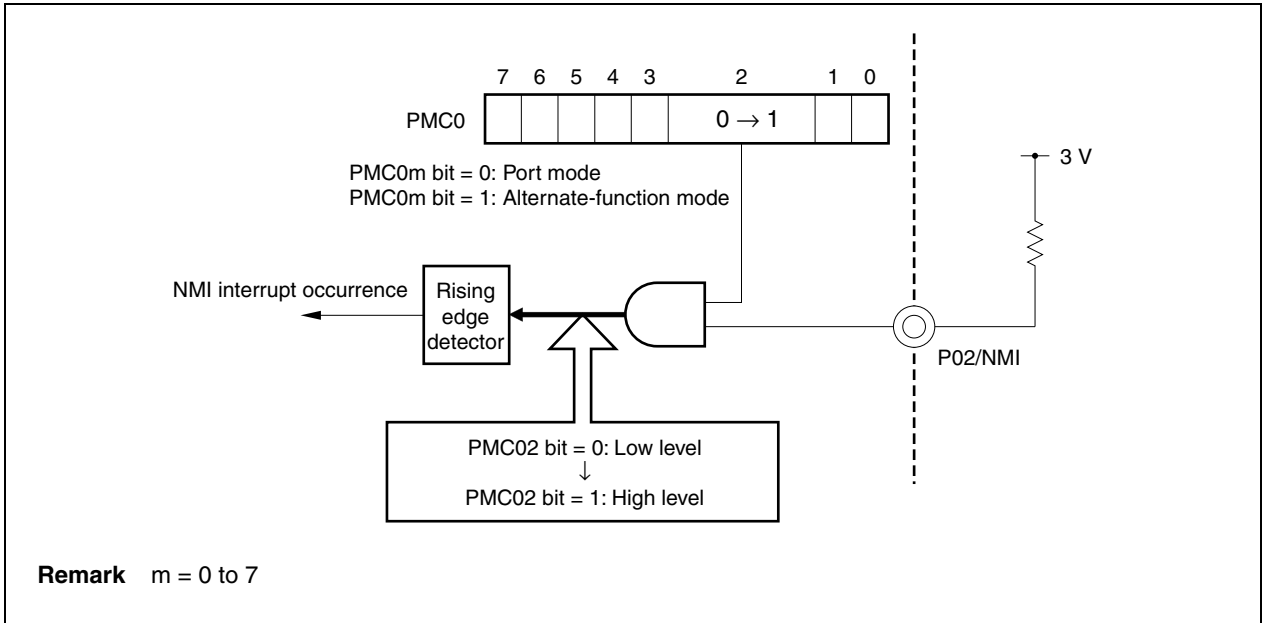 7 6 5 4 3 2 1 0
PMC0 0 → 1
3 V
PMC0m bit = 0: Port mode
PMC0m bit = 1: Alternate-function mode
NMI interrupt occurrence
Rising
edge
detector
P02/NMI
PMC02 bit = 0: Low level
↓
PMC02 bit = 1: High level
Remark m = 0 to 7